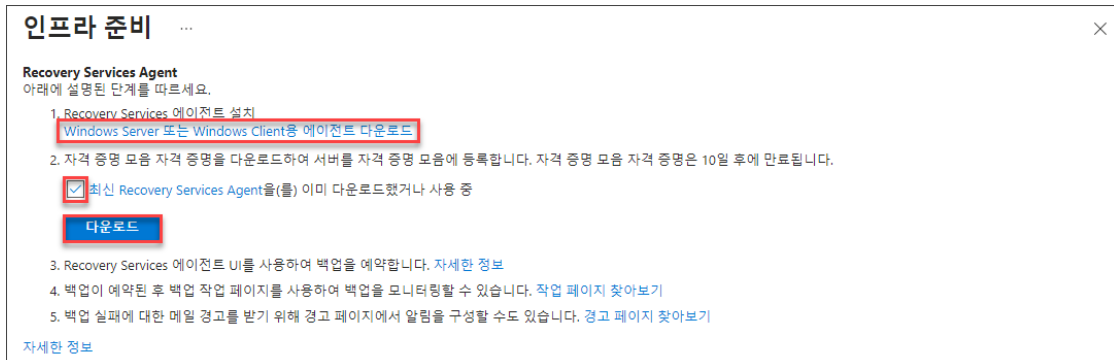 인프라 준비 ...
Recovery Services Agent
아래에 설명된 단계를 따르세요.
1. Recovery Services 에이전트 설치
Windows Server 또는 Windows Client용 에이전트 다운로드
2. 자격 증명 모음 자격 증명을 다운로드하여 서버를 자격 증명 모음에 등록합니다. 자격 증명 모음 자격 증명은 10일 후에 만료됩니다.
최신 Recovery Services Agent을(를) 이미 다운로드했거나 사용 중
다운로드
3. Recovery Services 에이전트 UI를 사용하여 백업을 예약합니다. 자세한 정보
4. 백업이 예약된 후 백업 작업 페이지를 사용하여 백업을 모니터링할 수 있습니다. 작업 페이지 찾아보기
5. 백업 실패에 대한 메일 경고를 받기 위해 경고 페이지에서 알림을 구성할 수도 있습니다. 경고 페이지 찾아보기
자세한 정보